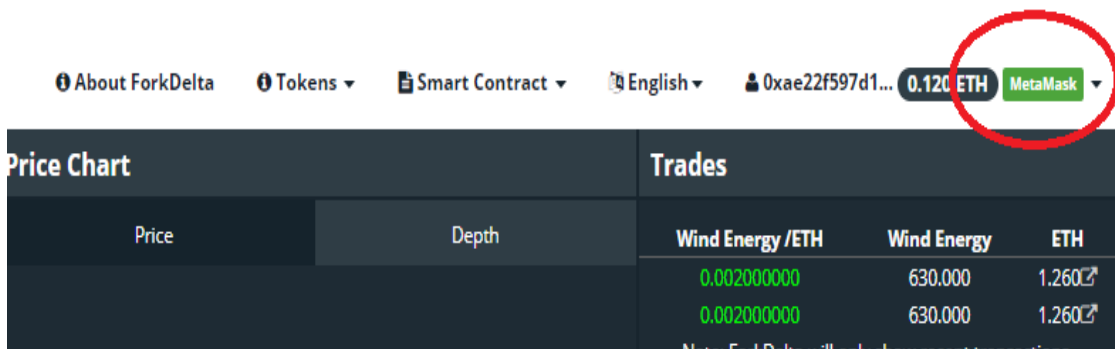 About ForkDelta Tokens Smart Contract English 0xae22f597d1... 0.120 ETH MetaMask
Price Chart Trades
Price Depth
Wind Energy /ETH Wind Energy ETH
0.002000000 630.000 1.260
0.002000000 630.000 1.260